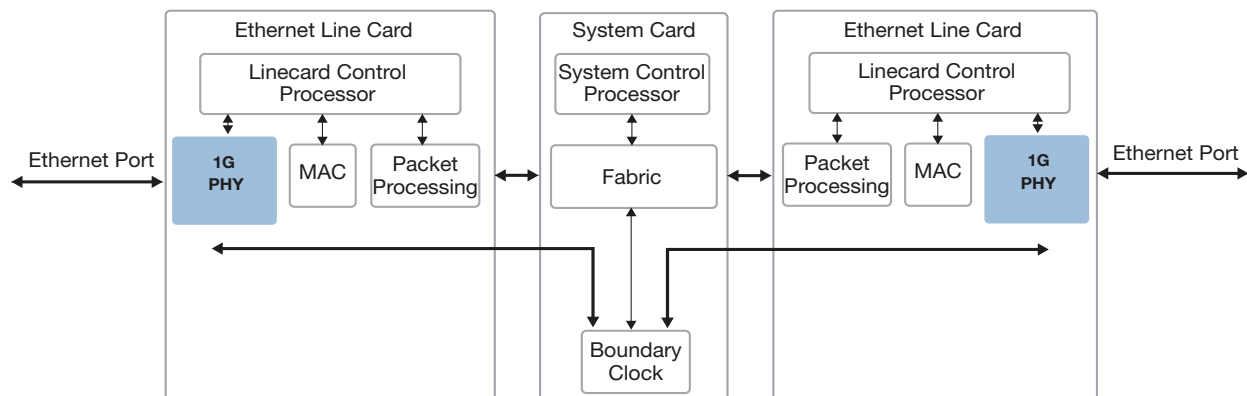 Ethernet Line Card
System Card
Ethernet Line Card
Linecard Control
Processor
System Control
Processor
Linecard Control
Processor
Ethernet Port
1G
PHY
MAC
Packet
Processing
Fabric
Packet
Processing
MAC
1G
PHY
Ethernet Port
Boundary
Clock